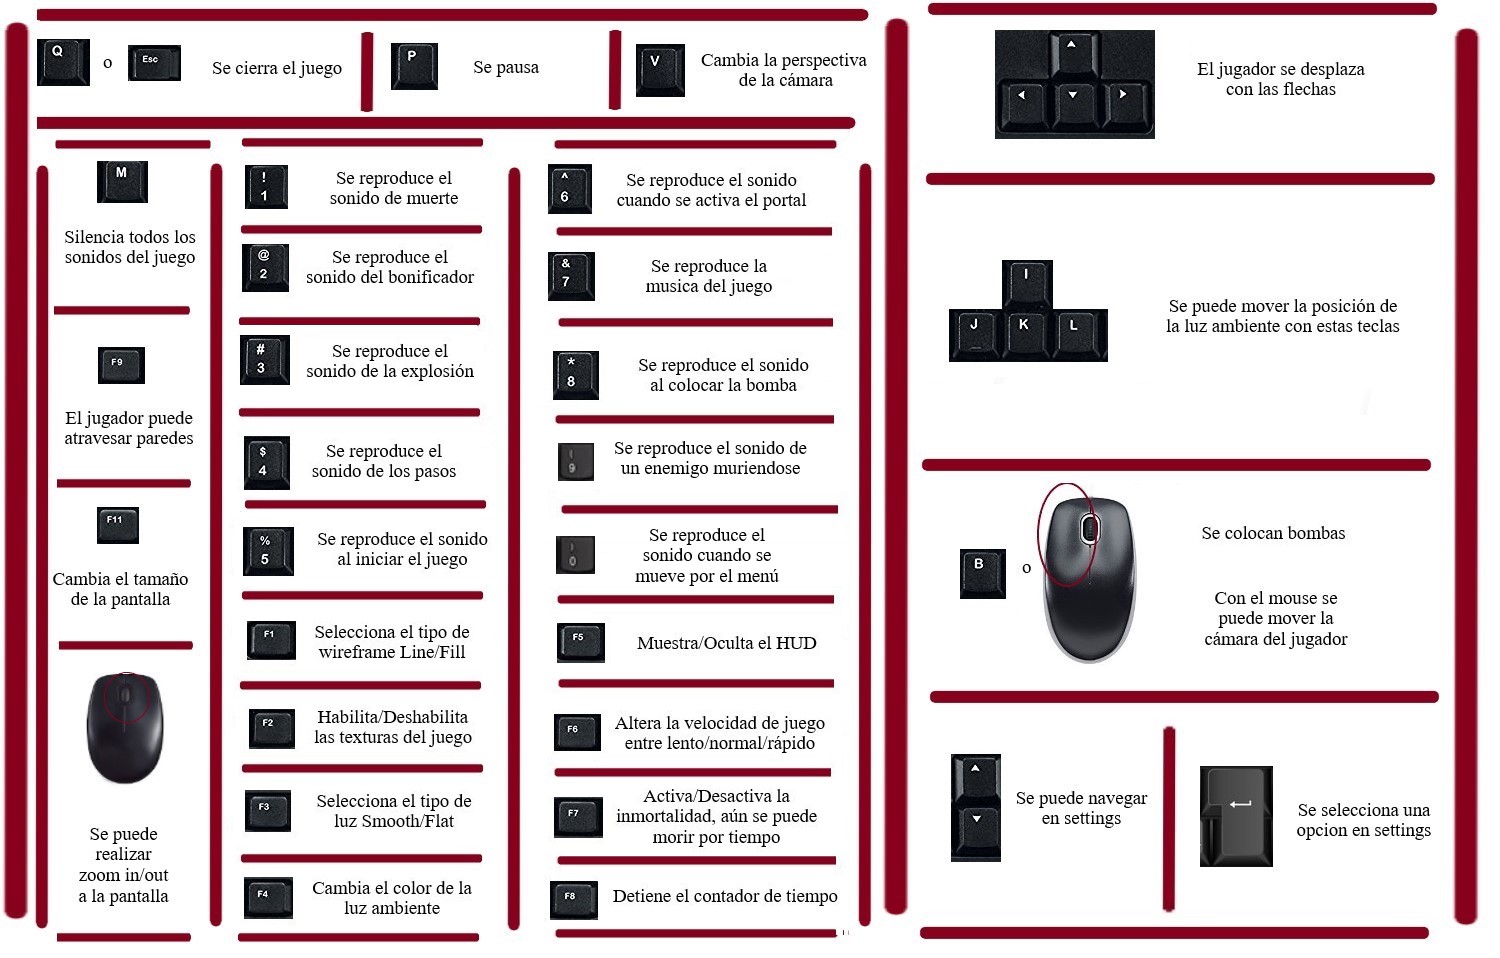 Q
o
Esc
Se cierra el juego
P
Se pausa
V
Cambia la perspectiva
de la cámara
M
Silencia todos los
sonidos del juego
F9
El jugador puede
atravesar paredes
F11
Cambia el tamaño
de la pantalla
Se puede
realizar
zoom in/out
a la pantalla
!
1
Se reproduce el
sonido de muerte
@
2
Se reproduce el
sonido del bonificador
#
3
Se reproduce el
sonido de la explosión
$
4
Se reproduce el
sonido de los pasos
%
5
Se reproduce el sonido
al iniciar el juego
F1
Selecciona el tipo de
wireframe Line/Fill
F2
Habilita/Deshabilita
las texturas del juego
F3
Selecciona el tipo de
luz Smooth/Flat
F4
Cambia el color de la
luz ambiente
^
6
Se reproduce el sonido
cuando se activa el portal
&
7
Se reproduce la
musica del juego
*
8
Se reproduce el sonido
al colocar la bomba
(
9
Se reproduce el sonido de
un enemigo muriendose
)
0
Se reproduce el
sonido cuando se
mueve por el menú
F5
Muestra/Oculta el HUD
F6
Altera la velocidad de juego
entre lento/normal/rápido
F7
Activa/Desactiva la
inmortalidad, aún se puede
morir por tiempo
F8
Detiene el contador de tiempo
El jugador se desplaza
con las flechas
I
J K L
Se puede mover la posición de
la luz ambiente con estas teclas
B
o
Se colocan bombas
Con el mouse se
puede mover la
cámara del jugador
Se puede navegar
en settings
Se selecciona una
opcion en settings